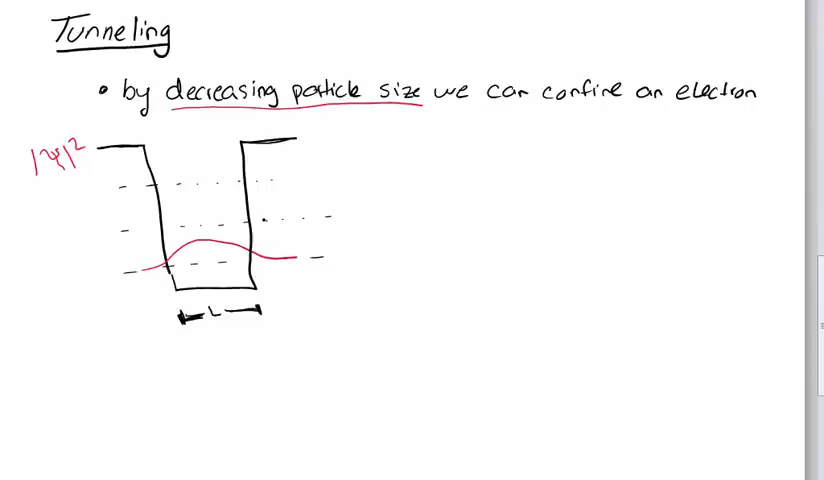 Tunneling
• by decreasing particle size we can confine an electron
|Ψ|²
L